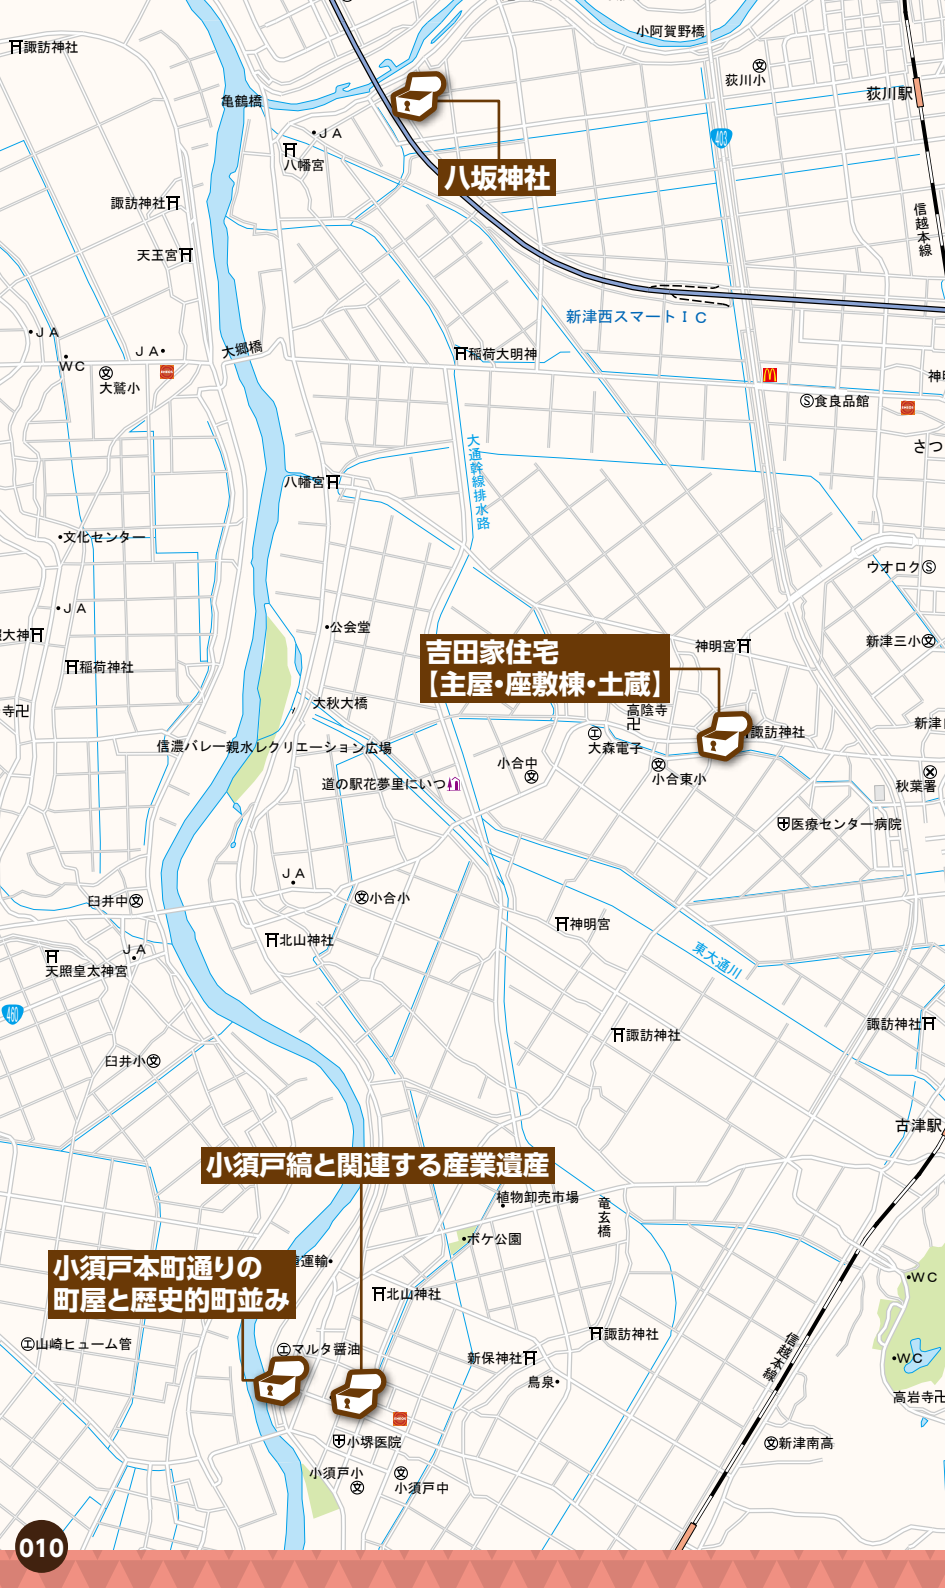 小阿賀野橋
諏訪神社
荻川小
荻川駅
亀鶴橋
JA
403
八幡宮
八坂神社
諏訪神社
信越本線
天王宮
新津西スマートIC
JA
JA
大郷橋
WC
稲荷大明神
大鷲小
神明
食良品館
さつ
大通幹線排水路
八幡宮
文化センター
ウオロクⓈ
JA
公会堂
大神
新津三小
吉田家住宅
【主屋・座敷棟・土蔵】
神明宮
稲荷神社
寺
大秋大橋
高陰寺
諏訪神社
新津
信濃バレー親水レクリエーション広場
大森電子
小合中
小合東小
道の駅花夢里にいつ
秋葉署
医療センター病院
JA
臼井中
小合小
神明宮
北山神社
JA
天照皇太神宮
東大通川
460
諏訪神社
諏訪神社
臼井小
古津駅
小須戸縞と関連する産業遺産
植物卸売市場
竜玄橋
ボケ公園
小須戸本町通りの
町屋と歴史的町並み
運輸
WC
北山神社
山崎ヒューム管
マルタ醤油
諏訪神社
新保神社
信越本線
WC
鳥泉
高岩寺
小堺医院
新津南高
小須戸小
小須戸中
010